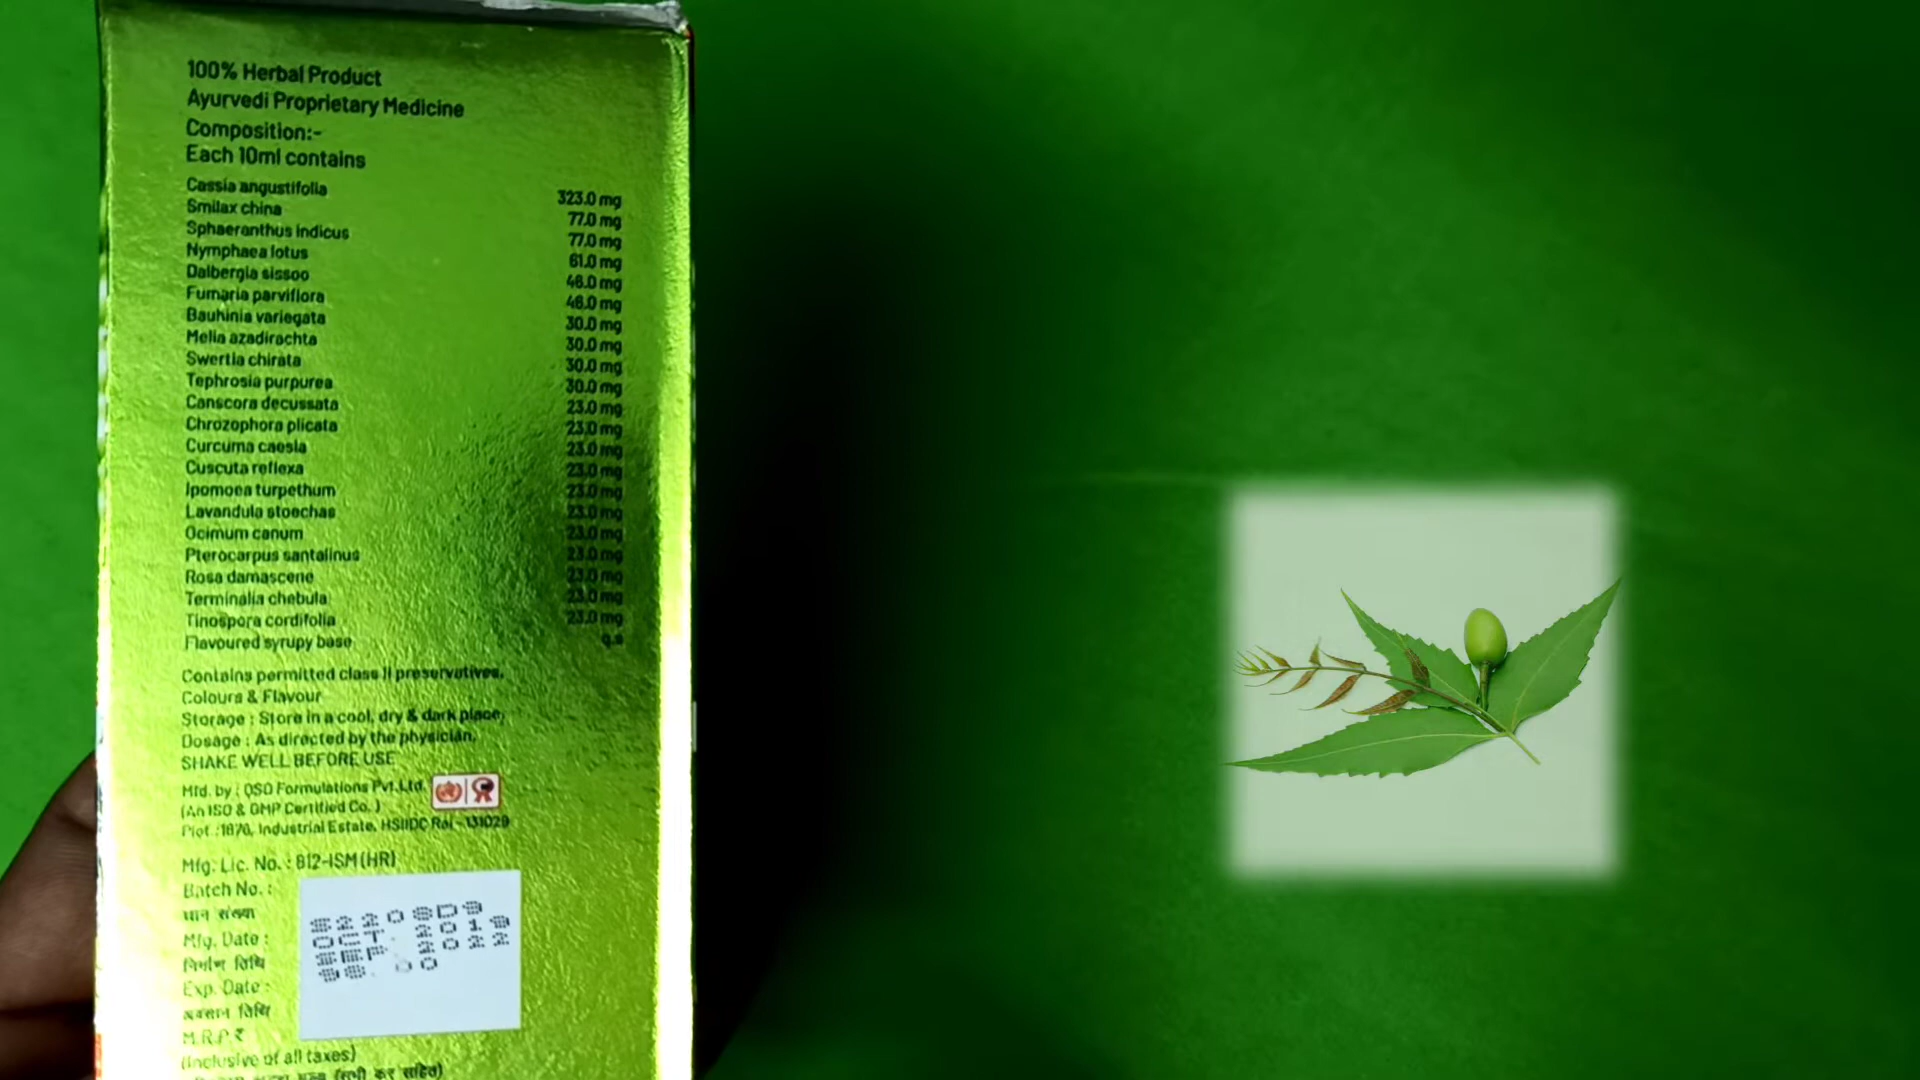 100% Herbal Product
Ayurvedi Proprietary Medicine
Composition:-
Each 10ml contains
Cassia angustifolia 323.0 mg
Smilax china 77.0 mg
Sphaeranthus indicus 77.0 mg
Nymphaea lotus 61.0 mg
Dalbergia sissoo 46.0 mg
Fumaria parviflora 46.0 mg
Bauhinia variegata 30.0 mg
Melia azadirachta 30.0 mg
Swertia chirata 30.0 mg
Tephrosia purpurea 30.0 mg
Canscora decussata 23.0 mg
Chrozophora plicata 23.0 mg
Curcuma caesia 23.0 mg
Cuscuta reflexa 23.0 mg
Ipomoea turpethum 23.0 mg
Lavandula stoechas 23.0 mg
Ocimum canum 23.0 mg
Pterocarpus santalinus 23.0 mg
Rosa damascene 23.0 mg
Terminalia chebula 23.0 mg
Tinospora cordifolia 23.0 mg
Flavoured syrupy base q.s
Contains permitted class II preservatives,
Colours & Flavour
Storage : Store in a cool, dry & dark place,
Dosage : As directed by the physician.
SHAKE WELL BEFORE USE
Mfd. by : QSO Formulations Pvt.Ltd.
(An ISO & GMP Certified Co.)
Plot :1876, Industrial Estate, HSIIDC Rai - 131029
Mfg. Lic. No. : 812-ISM(HR)
Batch No. :
घान संख्या
Mfg. Date : OCT. 2019
निर्माण तिथि SEP. 2022
Exp. Date :
अवसान तिथि
M.R.P. ₹
(Inclusive of all taxes)
(सभी कर सहित)